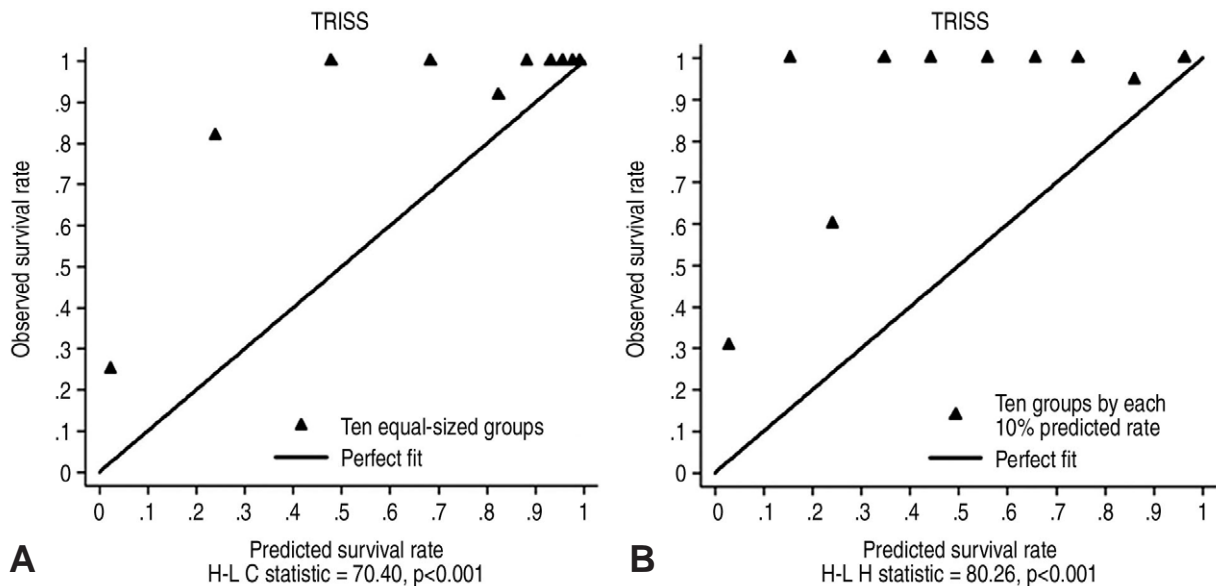 TRISS
Observed survival rate
1
.9
.8
.7
.6
.5
.4
.3
.2
.1
0
Ten equal-sized groups
Perfect fit
0 .1 .2 .3 .4 .5 .6 .7 .8 .9 1
Predicted survival rate
H-L C statistic = 70.40, p<0.001
A
TRISS
Observed survival rate
1
.9
.8
.7
.6
.5
.4
.3
.2
.1
0
Ten groups by each
10% predicted rate
Perfect fit
0 .1 .2 .3 .4 .5 .6 .7 .8 .9 1
Predicted survival rate
H-L H statistic = 80.26, p<0.001
B